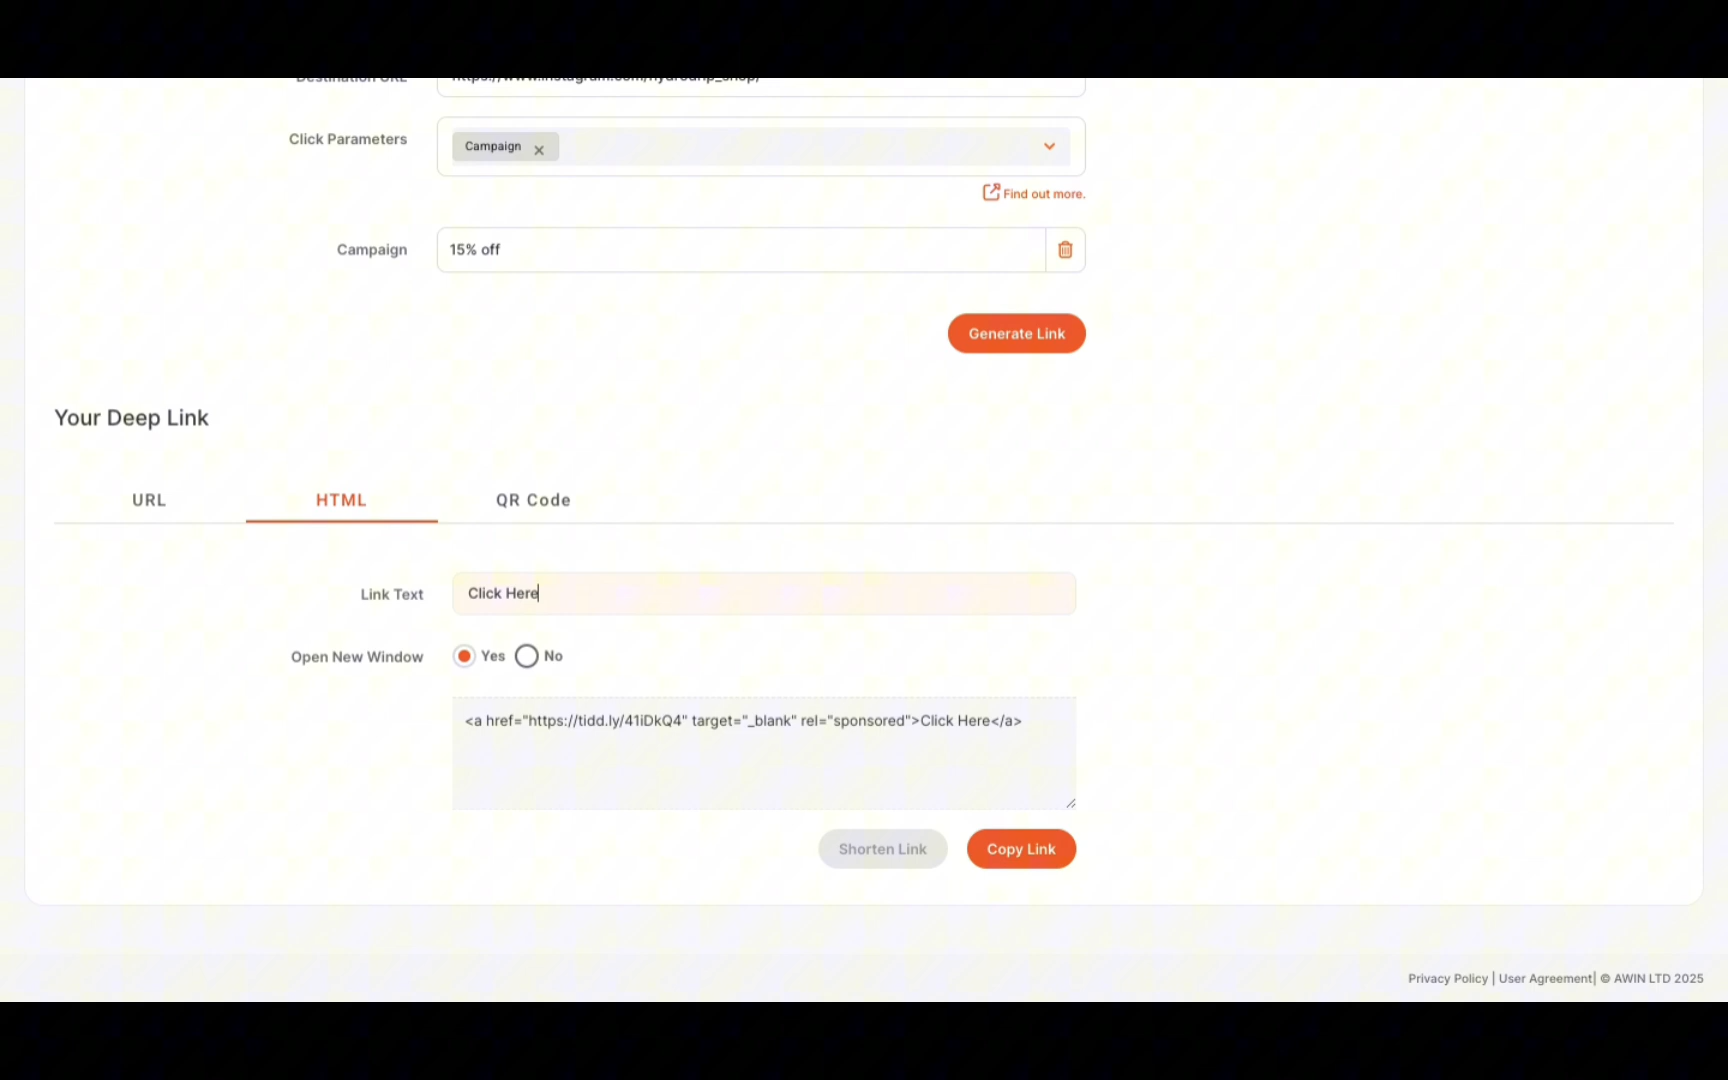 Click Parameters
Campaign
Find out more.
Campaign
15% off
Generate Link
Your Deep Link
URL
HTML
QR Code
Link Text
Click Here
Open New Window
Yes
No
<a href="https://tidd.ly/41iDkQ4" target="_blank" rel="sponsored">Click Here</a>
Shorten Link
Copy Link
Privacy Policy | User Agreement| © AWIN LTD 2025